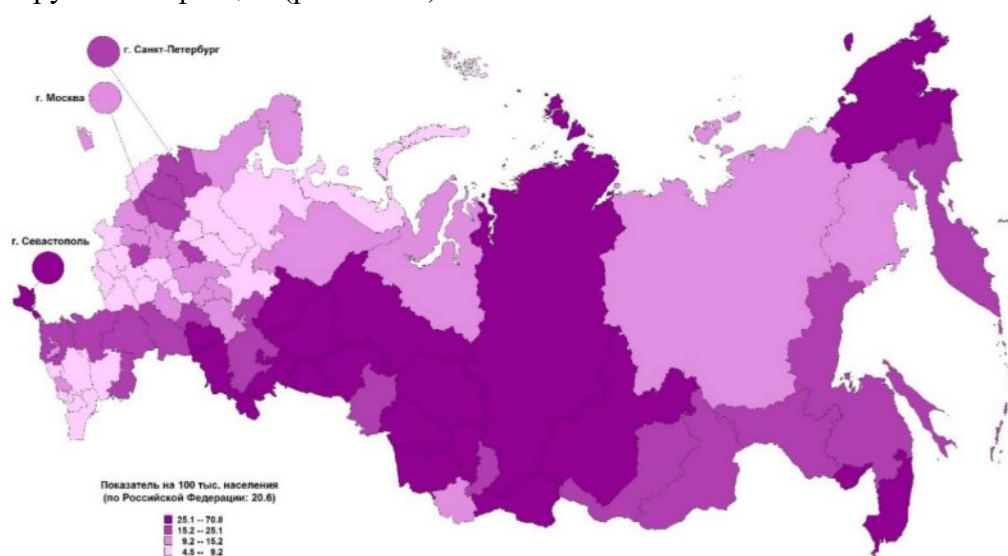 г. Санкт-Петербург
г. Москва
г. Севастополь
Показатель на 100 тыс. населения
(по Российской Федерации: 20.6)
25.1 -- 70.8
15.2 -- 25.1
9.2 -- 15.2
4.5 -- 9.2